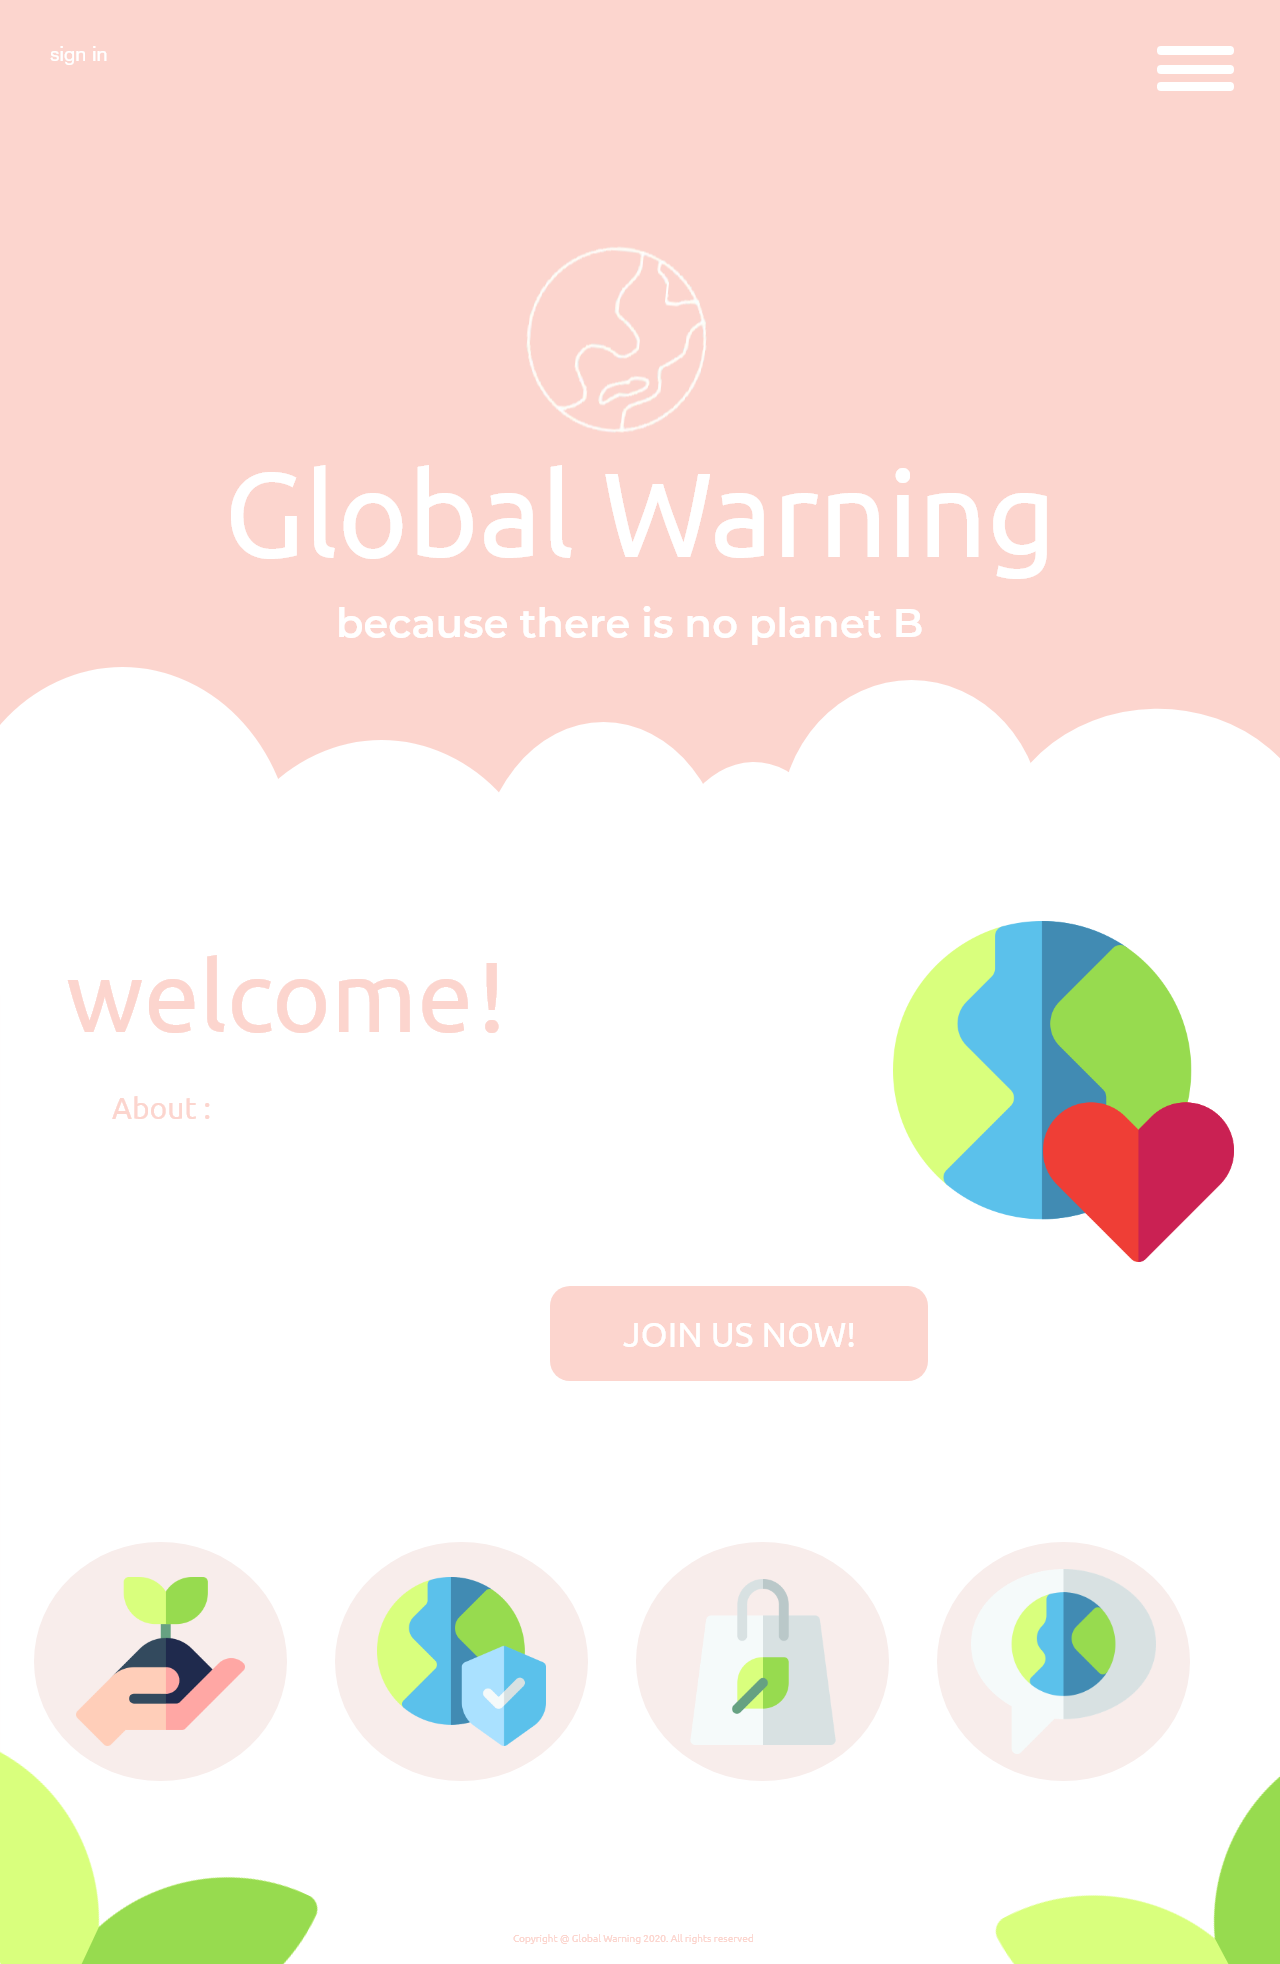 sign in
Global Warning
because there is no planet B
welcome!
About :
JOIN US NOW!
Copyright @ Global Warning 2020. All rights reserved